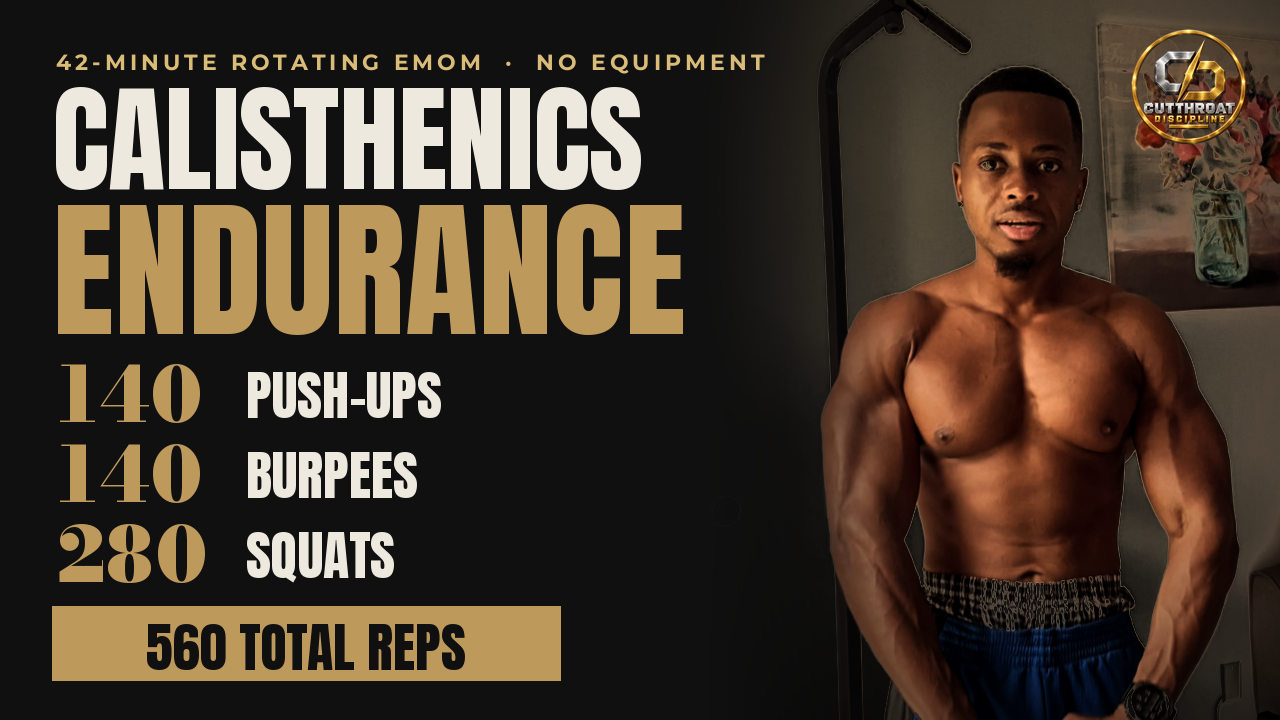 42-MINUTE ROTATING EMOM · NO EQUIPMENT
CALISTHENICS
ENDURANCE
140 PUSH-UPS
140 BURPEES
280 SQUATS
560 TOTAL REPS
CD
CUTTHROAT
DISCIPLINE